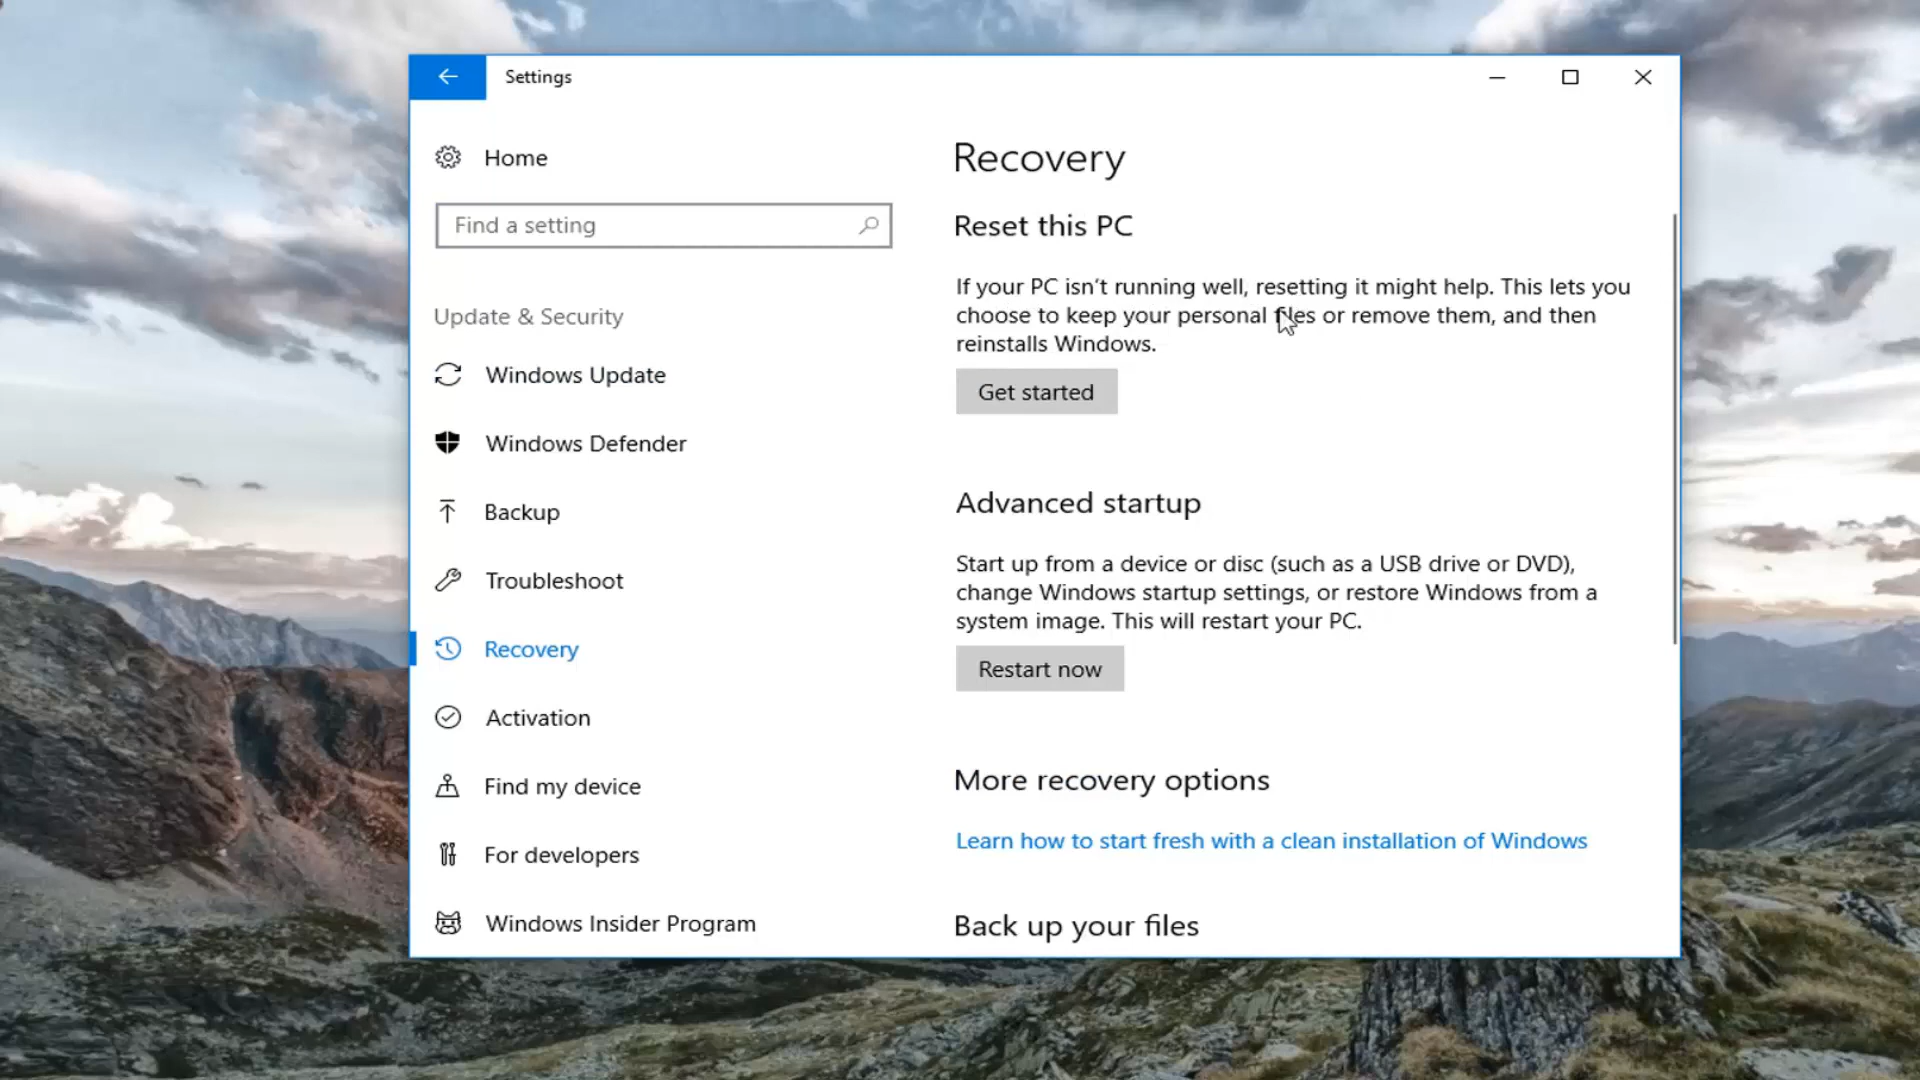 Settings
Home
Find a setting
Update & Security
Windows Update
Windows Defender
Backup
Troubleshoot
Recovery
Activation
Find my device
For developers
Windows Insider Program
Recovery
Reset this PC
If your PC isn't running well, resetting it might help. This lets you
choose to keep your personal files or remove them, and then
reinstalls Windows.
Get started
Advanced startup
Start up from a device or disc (such as a USB drive or DVD),
change Windows startup settings, or restore Windows from a
system image. This will restart your PC.
Restart now
More recovery options
Learn how to start fresh with a clean installation of Windows
Back up your files